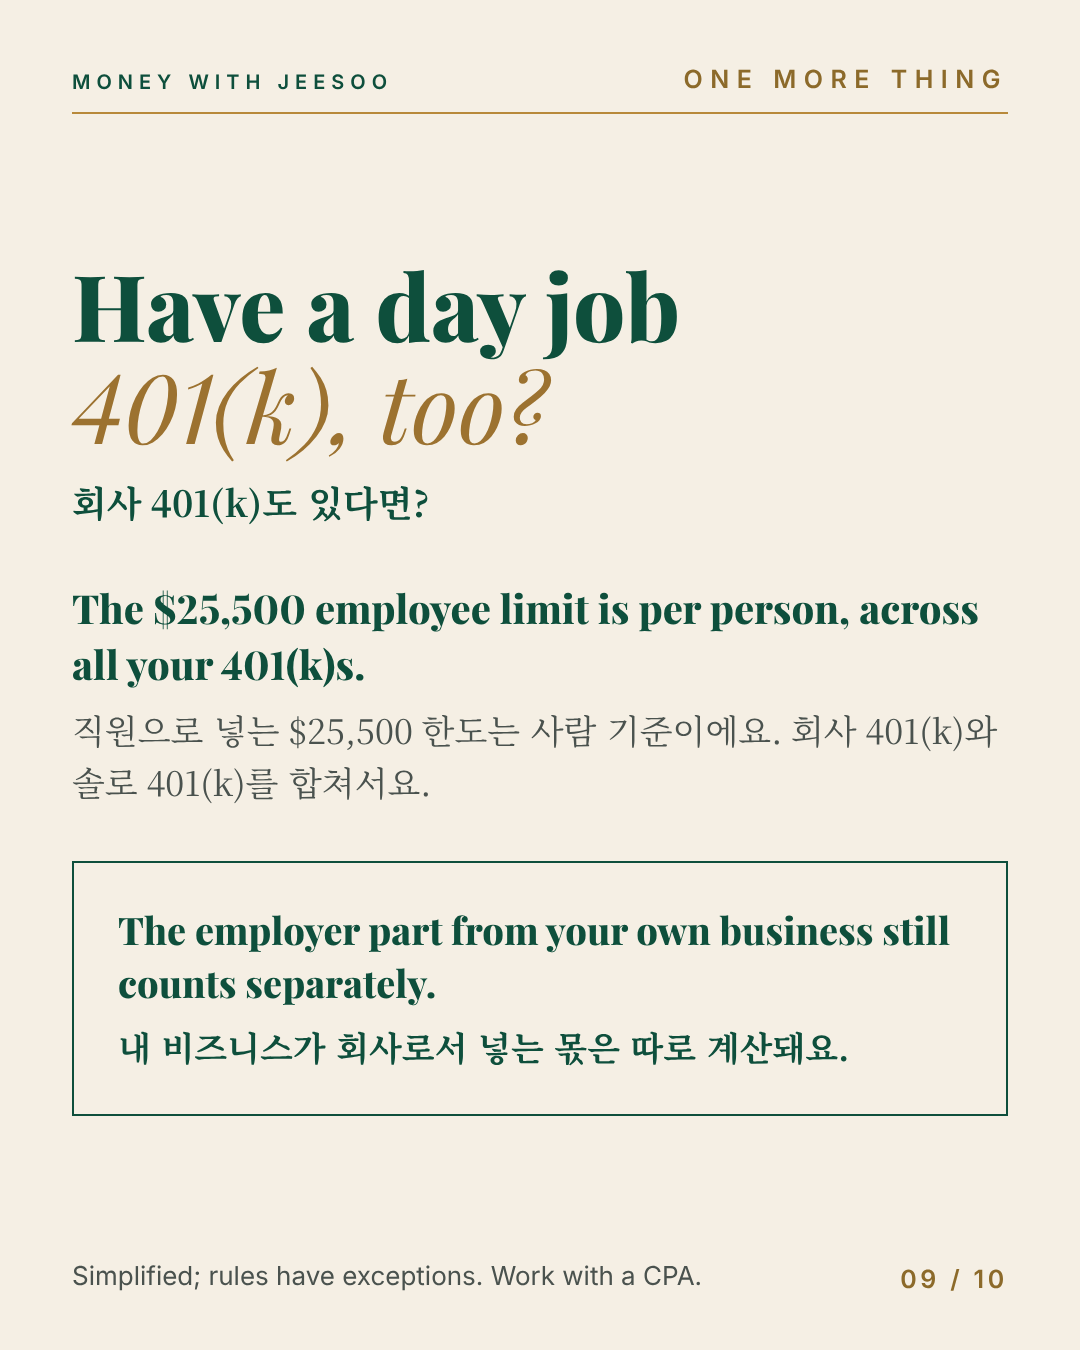 MONEY WITH JEESOO
ONE MORE THING
Have a day job
401(k), too?
회사 401(k)도 있다면?
The $25,500 employee limit is per person, across
all your 401(k)s.
직원으로 넣는 $25,500 한도는 사람 기준이에요. 회사 401(k)와
솔로 401(k)를 합쳐서요.
The employer part from your own business still
counts separately.
내 비즈니스가 회사로서 넣는 몫은 따로 계산돼요.
Simplified; rules have exceptions. Work with a CPA.
09 / 10